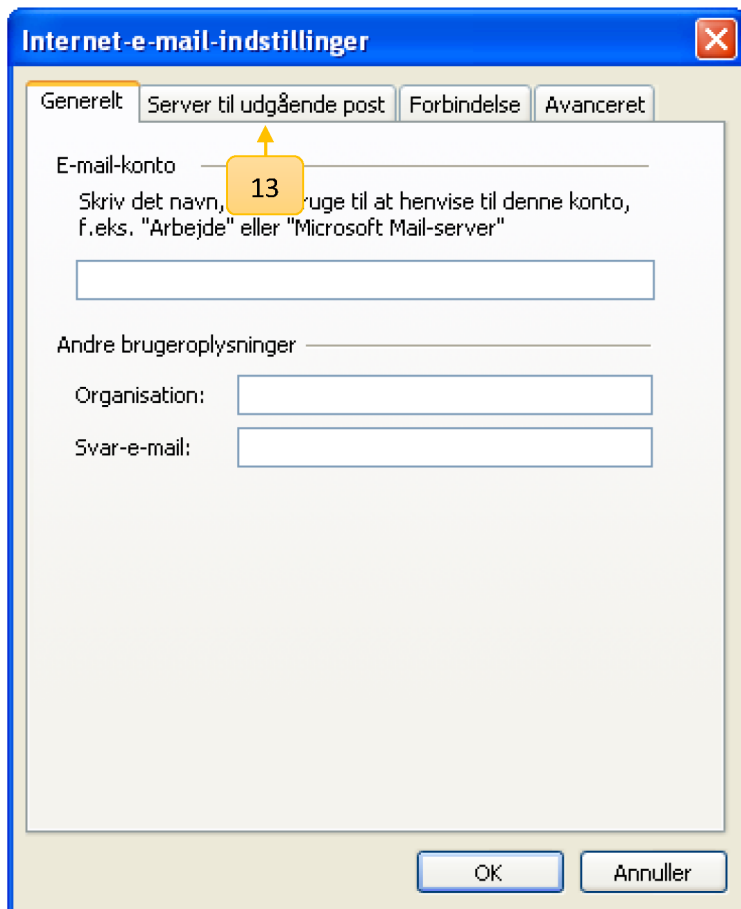 Internet-e-mail-indstillinger
Generelt Server til udgående post Forbindelse Avanceret
E-mail-konto
13
Skriv det navn, ruge til at henvise til denne konto,
f.eks. "Arbejde" eller "Microsoft Mail-server"
Andre brugeroplysninger
Organisation:
Svar-e-mail:
OK Annuller